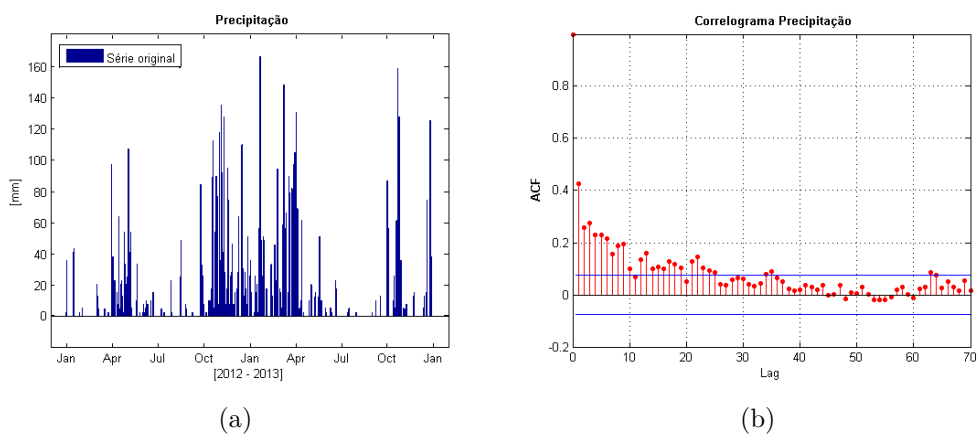 Precipitação
Série original
160
140
120
100
80
60
40
20
0
[mm]
Jan Apr Jul Oct Jan Apr Jul Oct Jan
[2012 - 2013]
(a)
Correlograma Precipitação
0.8
0.6
0.4
0.2
0
-0.2
ACF
0 10 20 30 40 50 60 70
Lag
(b)